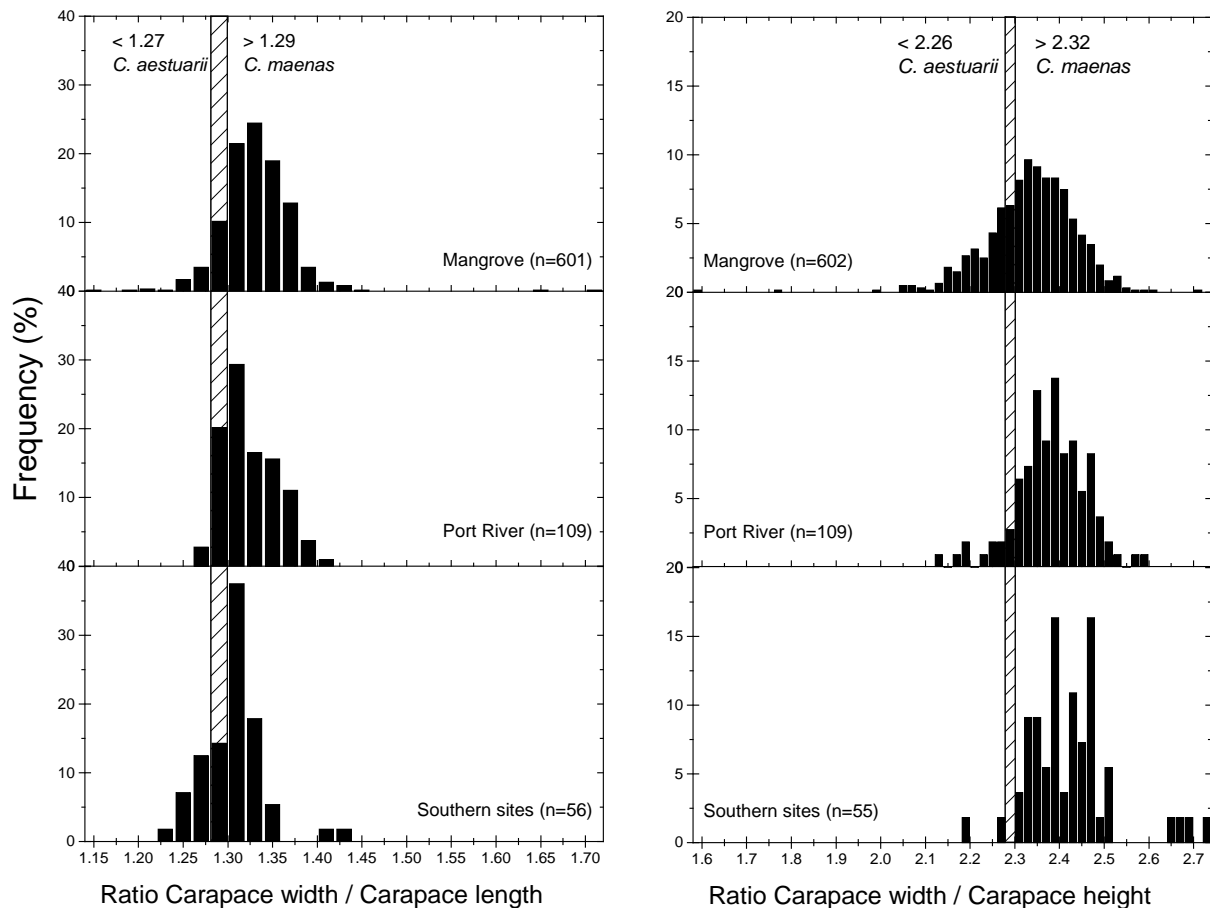 Frequency (%)
40
30
20
10
40
30
20
10
40
30
20
10
0
< 1.27
C. aestuarii
> 1.29
C. maenas
Mangrove (n=601)
Port River (n=109)
Southern sites (n=56)
1.15 1.20 1.25 1.30 1.35 1.40 1.45 1.50 1.55 1.60 1.65 1.70
Ratio Carapace width / Carapace length
20
15
10
5
20
15
10
5
20
15
10
5
0
< 2.26
C. aestuarii
> 2.32
C. maenas
Mangrove (n=602)
Port River (n=109)
Southern sites (n=55)
1.6 1.7 1.8 1.9 2.0 2.1 2.2 2.3 2.4 2.5 2.6 2.7
Ratio Carapace width / Carapace height